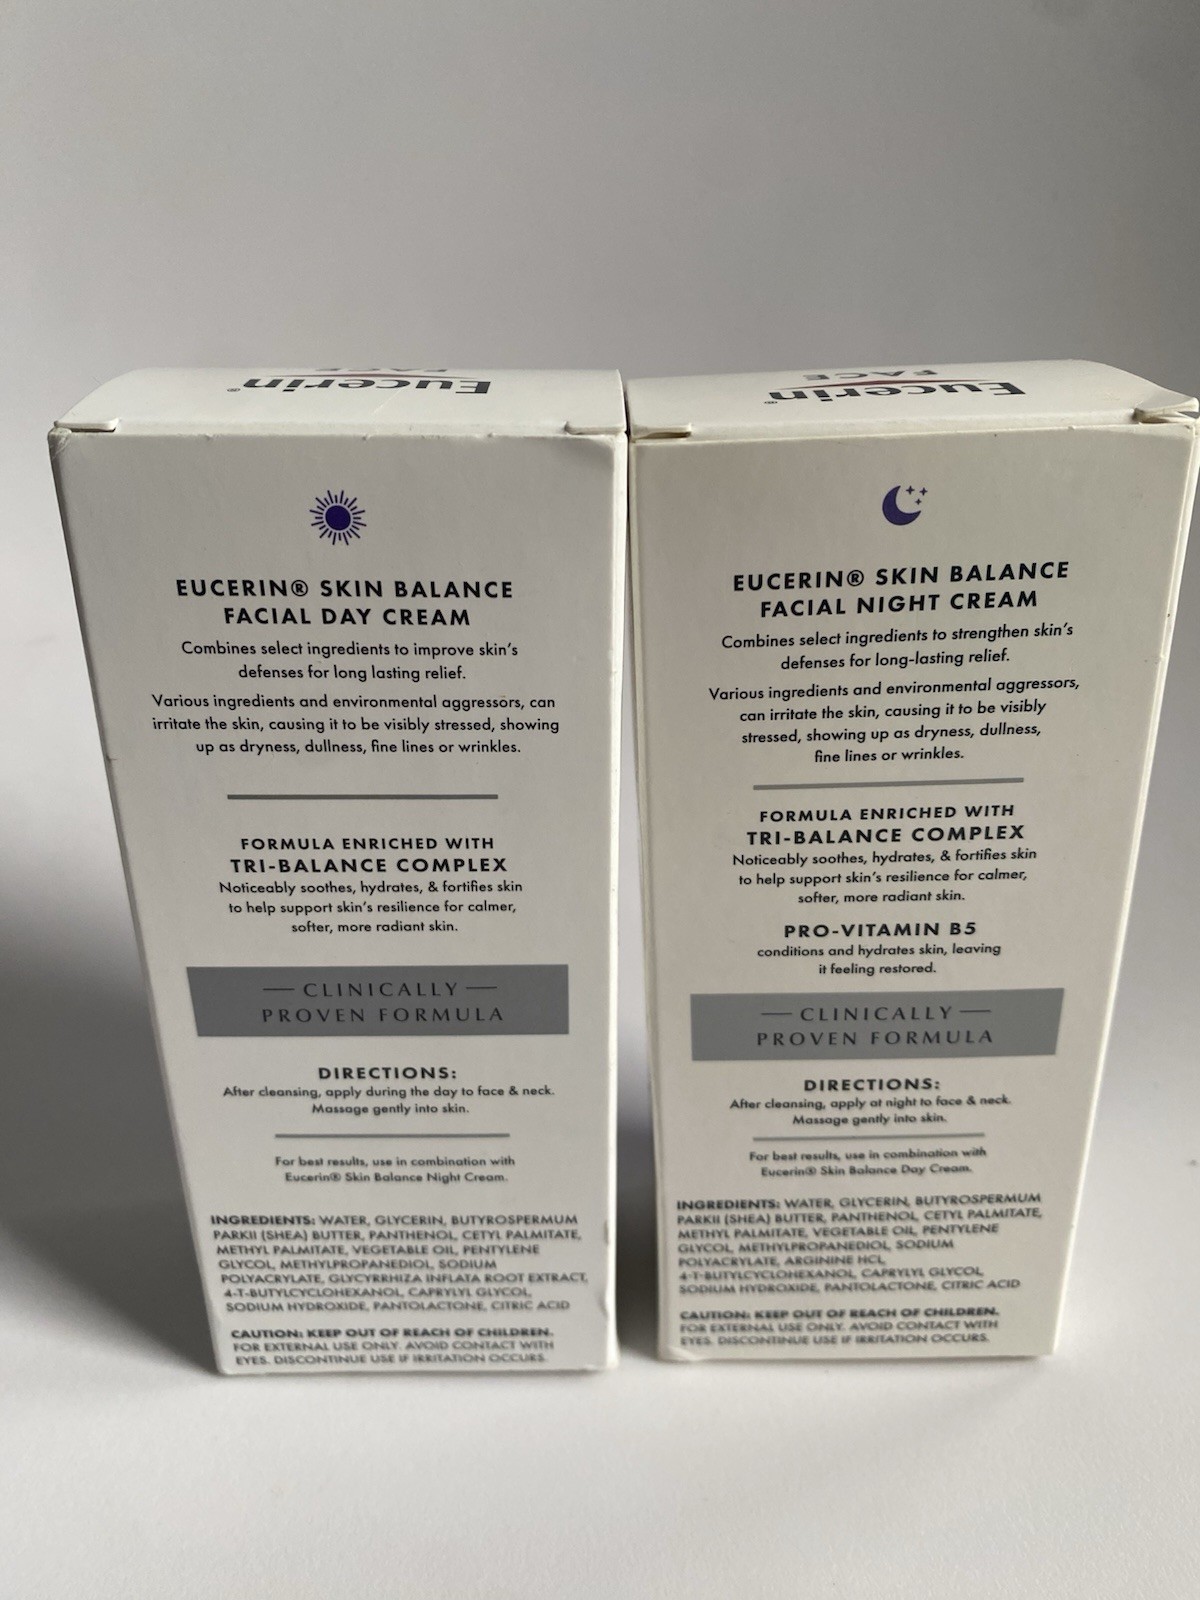 Eucerin®
FACE
EUCERIN® SKIN BALANCE
FACIAL DAY CREAM
Combines select ingredients to improve skin's
defenses for long lasting relief.
Various ingredients and environmental aggressors, can
irritate the skin, causing it to be visibly stressed, showing
up as dryness, dullness, fine lines or wrinkles.
FORMULA ENRICHED WITH
TRI-BALANCE COMPLEX
Noticeably soothes, hydrates, & fortifies skin
to help support skin's resilience for calmer,
softer, more radiant skin.
— CLINICALLY —
PROVEN FORMULA
DIRECTIONS:
After cleansing, apply during the day to face & neck.
Massage gently into skin.
For best results, use in combination with
Eucerin® Skin Balance Night Cream.
INGREDIENTS: WATER, GLYCERIN, BUTYROSPERMUM
PARKII (SHEA) BUTTER, PANTHENOL, CETYL PALMITATE,
METHYL PALMITATE, VEGETABLE OIL, PENTYLENE
GLYCOL, METHYLPROPANEDIOL, SODIUM
POLYACRYLATE, GLYCYRRHIZA INFLATA ROOT EXTRACT,
4-T-BUTYLCYCLOHEXANOL, CAPRYLYL GLYCOL,
SODIUM HYDROXIDE, PANTOLACTONE, CITRIC ACID
CAUTION: KEEP OUT OF REACH OF CHILDREN.
FOR EXTERNAL USE ONLY. AVOID CONTACT WITH
EYES. DISCONTINUE USE IF IRRITATION OCCURS.
Eucerin®
FACE
EUCERIN® SKIN BALANCE
FACIAL NIGHT CREAM
Combines select ingredients to strengthen skin's
defenses for long-lasting relief.
Various ingredients and environmental aggressors,
can irritate the skin, causing it to be visibly
stressed, showing up as dryness, dullness,
fine lines or wrinkles.
FORMULA ENRICHED WITH
TRI-BALANCE COMPLEX
Noticeably soothes, hydrates, & fortifies skin
to help support skin's resilience for calmer,
softer, more radiant skin.
PRO-VITAMIN B5
conditions and hydrates skin, leaving
it feeling restored.
— CLINICALLY —
PROVEN FORMULA
DIRECTIONS:
After cleansing, apply at night to face & neck.
Massage gently into skin.
For best results, use in combination with
Eucerin® Skin Balance Day Cream.
INGREDIENTS: WATER, GLYCERIN, BUTYROSPERMUM
PARKII (SHEA) BUTTER, PANTHENOL, CETYL PALMITATE,
METHYL PALMITATE, VEGETABLE OIL, PENTYLENE
GLYCOL, METHYLPROPANEDIOL, SODIUM
POLYACRYLATE, ARGININE HCL,
4-T-BUTYLCYCLOHEXANOL, CAPRYLYL GLYCOL,
SODIUM HYDROXIDE, PANTOLACTONE, CITRIC ACID
CAUTION: KEEP OUT OF REACH OF CHILDREN.
FOR EXTERNAL USE ONLY. AVOID CONTACT WITH
EYES. DISCONTINUE USE IF IRRITATION OCCURS.